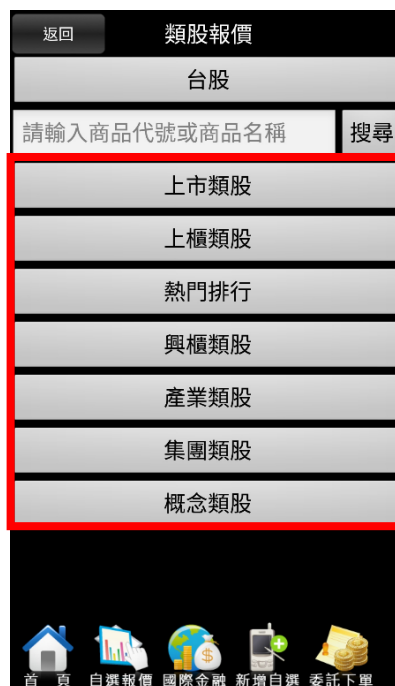 返回 類股報價
台股
請輸入商品代號或商品名稱 搜尋
上市類股
上櫃類股
熱門排行
興櫃類股
產業類股
集團類股
概念類股
首頁 自選報價 國際金融 新增自選 委託下單